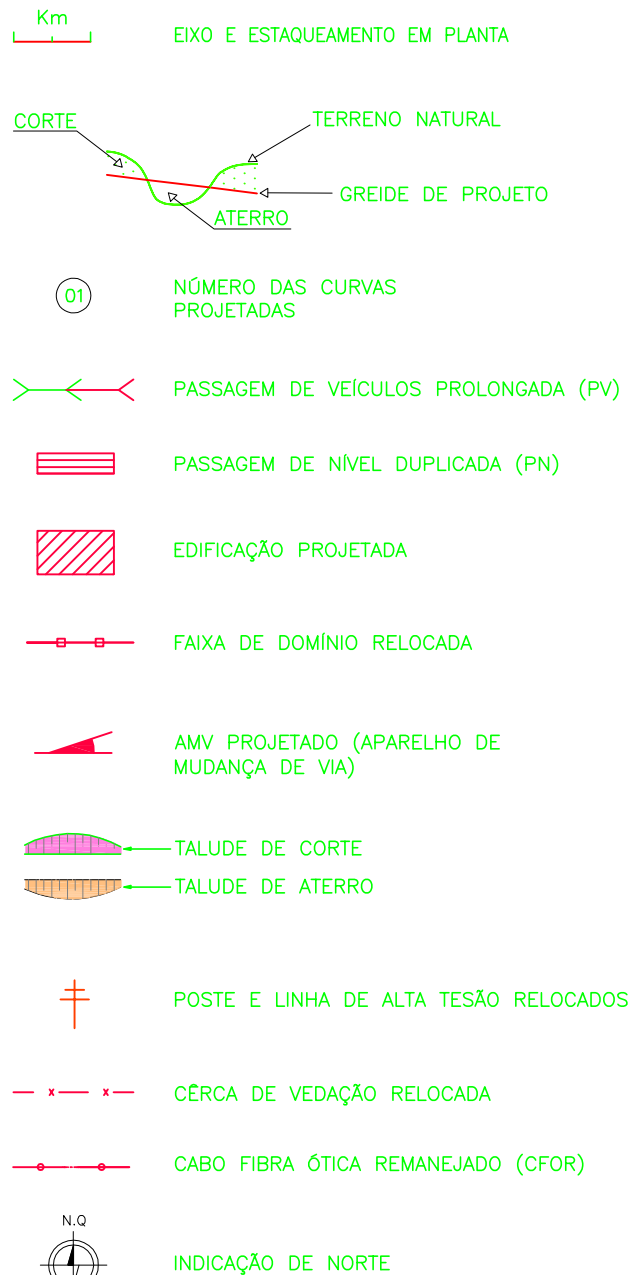 Km
EIXO E ESTAQUEAMENTO EM PLANTA
CORTE
TERRENO NATURAL
GREIDE DE PROJETO
ATERRO
01
NÚMERO DAS CURVAS
PROJETADAS
PASSAGEM DE VEÍCULOS PROLONGADA (PV)
PASSAGEM DE NÍVEL DUPLICADA (PN)
EDIFICAÇÃO PROJETADA
FAIXA DE DOMÍNIO RELOCADA
AMV PROJETADO (APARELHO DE
MUDANÇA DE VIA)
TALUDE DE CORTE
TALUDE DE ATERRO
POSTE E LINHA DE ALTA TESÃO RELOCADOS
CÊRCA DE VEDAÇÃO RELOCADA
CABO FIBRA ÓTICA REMANEJADO (CFOR)
N.Q
INDICAÇÃO DE NORTE